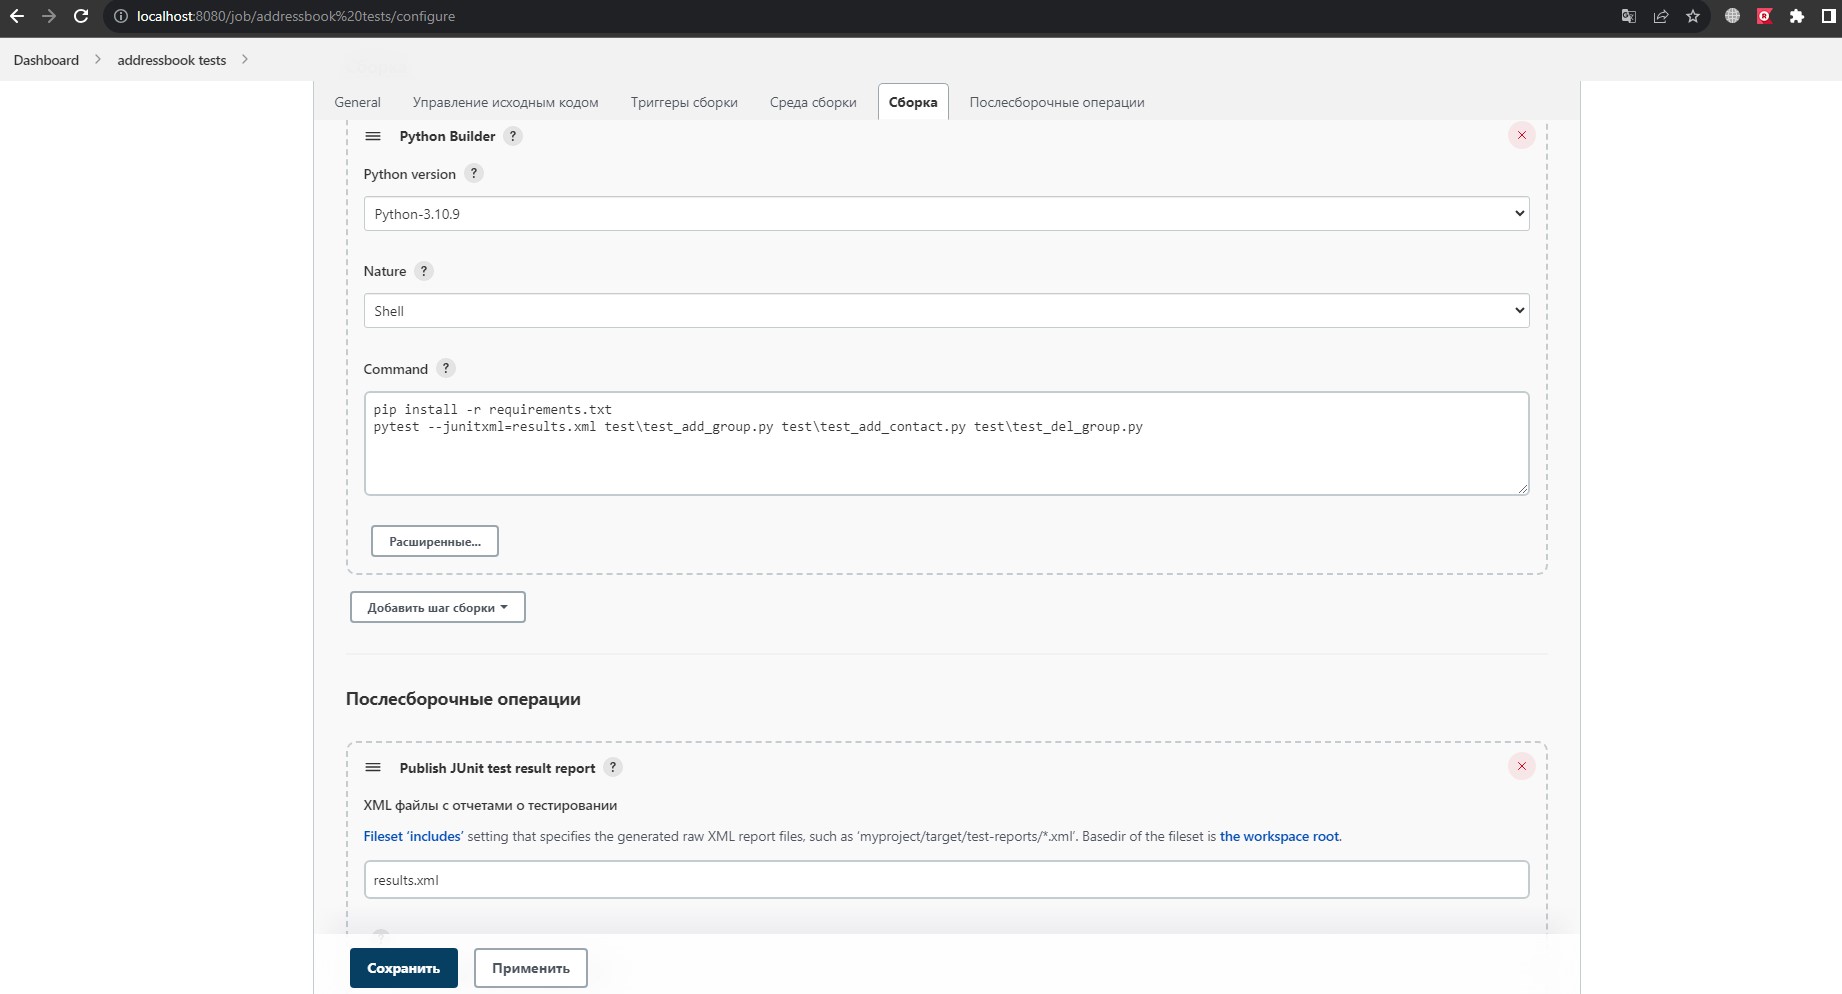 localhost:8080/job/addressbook%20tests/configure
Dashboard addressbook tests
General Управление исходным кодом Триггеры сборки Среда сборки Сборка Послесборочные операции
Python Builder ?
Python version ?
Python-3.10.9
Nature ?
Shell
Command ?
pip install -r requirements.txt
pytest --junitxml=results.xml test\test_add_group.py test\test_add_contact.py test\test_del_group.py
Расширенные...
Добавить шаг сборки
Послесборочные операции
Publish JUnit test result report ?
XML файлы с отчетами о тестировании
Fileset ‘includes’ setting that specifies the generated raw XML report files, such as ‘myproject/target/test-reports/*.xml’. Basedir of the fileset is the workspace root.
results.xml
Сохранить Применить